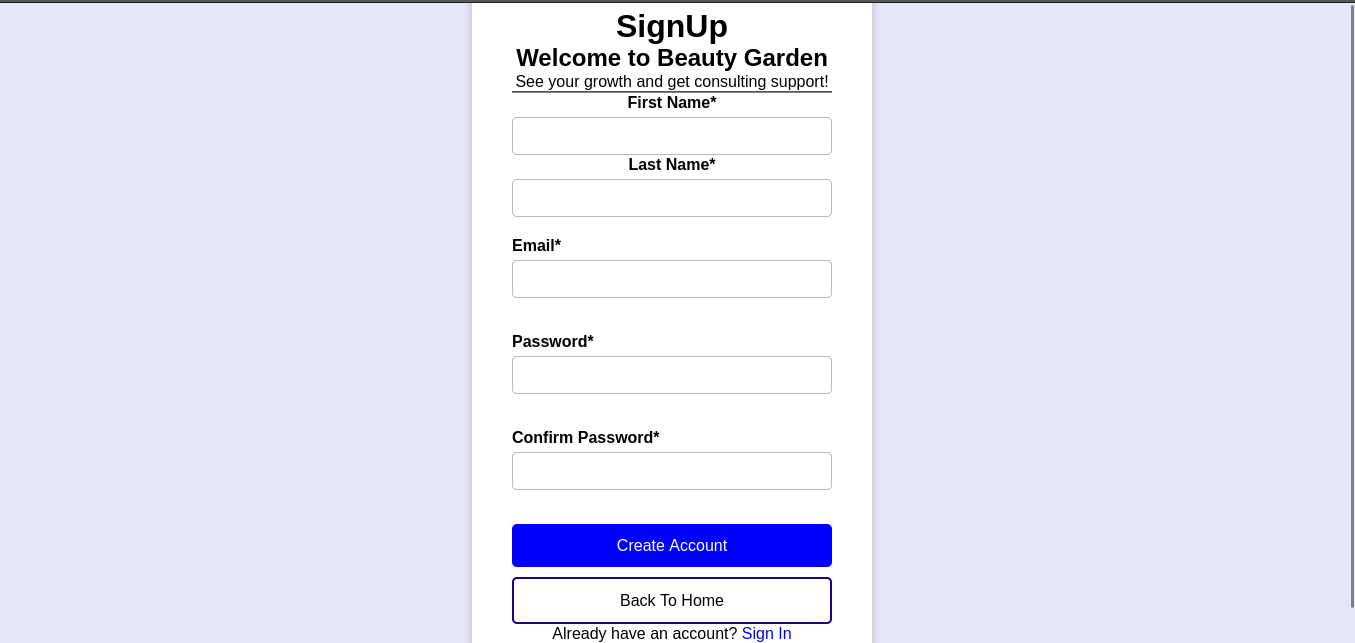 SignUp
Welcome to Beauty Garden
See your growth and get consulting support!
First Name*
Last Name*
Email*
Password*
Confirm Password*
Create Account
Back To Home
Already have an account? Sign In